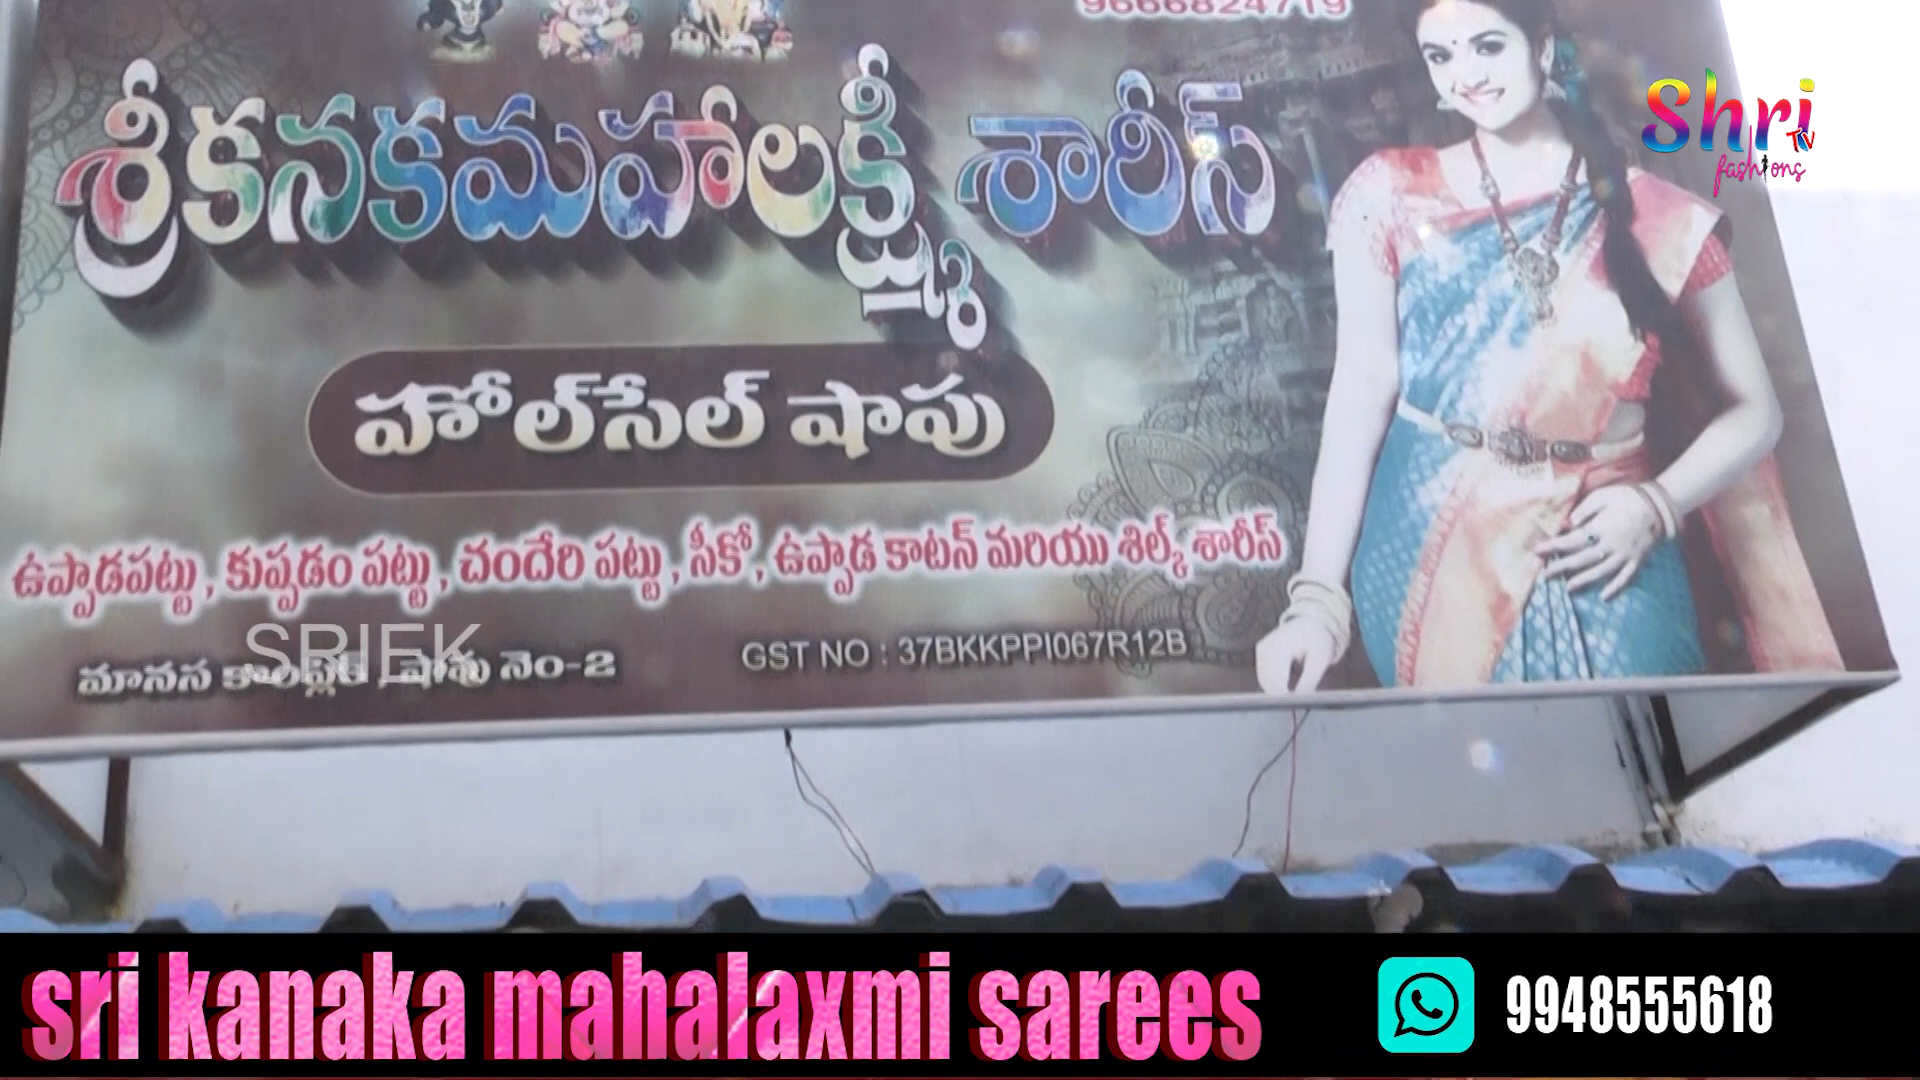 9666824719
Shri
TV
fashions
శ్రీ కనకమహాలక్ష్మి శారీస్
హోల్‌సేల్ షాపు
ఉప్పాడపట్టు, కుప్పడం పట్టు, చందేరి పట్టు, సీకో, ఉప్పాడ కాటన్ మరియు శిల్క్ శారీస్
మానస కాంప్లెక్, షాపు నెం-2
SRIEK
GST NO : 37BKKPPI067R12B
sri kanaka mahalaxmi sarees
9948555618